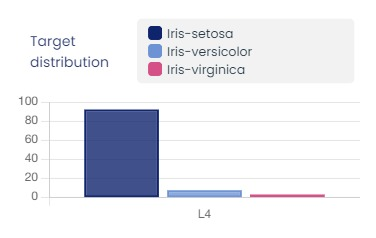 Target
distribution
Iris-setosa
Iris-versicolor
Iris-virginica
100
80
60
40
20
0
L4